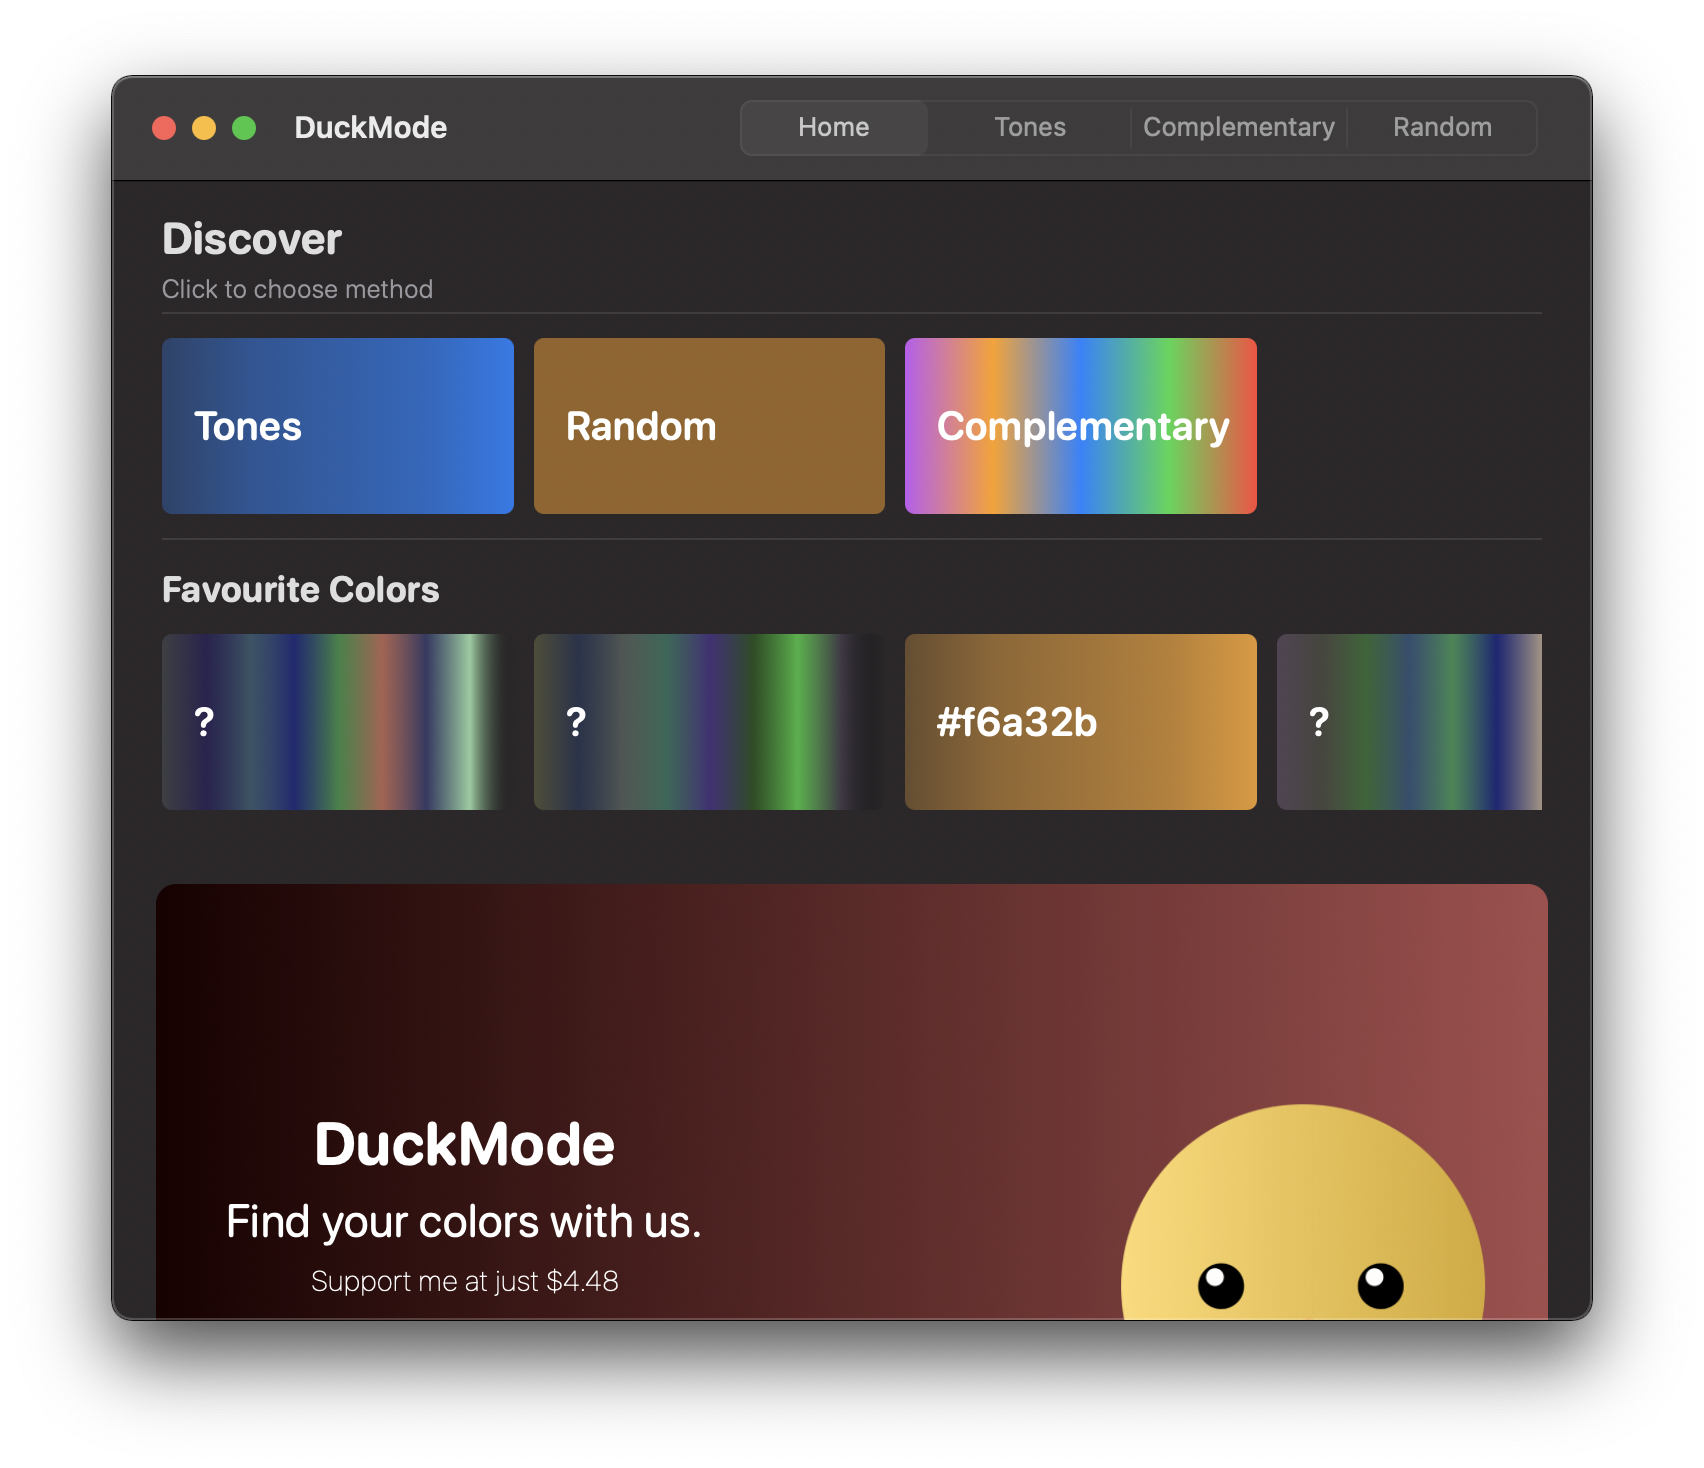 DuckMode
Home Tones Complementary Random
Discover
Click to choose method
Tones Random Complementary
Favourite Colors
? ? #f6a32b ?
DuckMode
Find your colors with us.
Support me at just $4.48